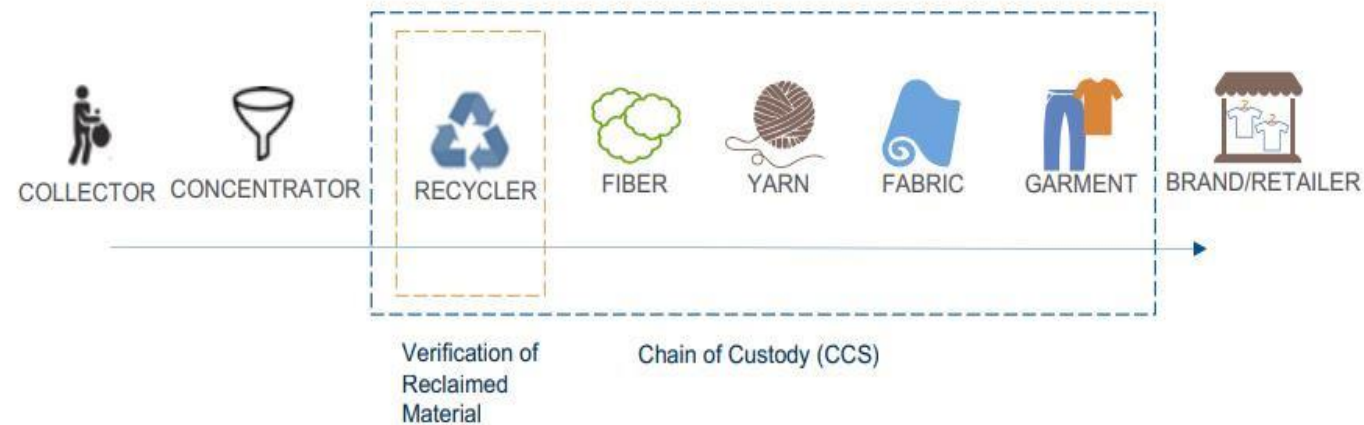 COLLECTOR
CONCENTRATOR
RECYCLER
FIBER
YARN
FABRIC
GARMENT
BRAND/RETAILER
Verification of
Reclaimed
Material
Chain of Custody (CCS)